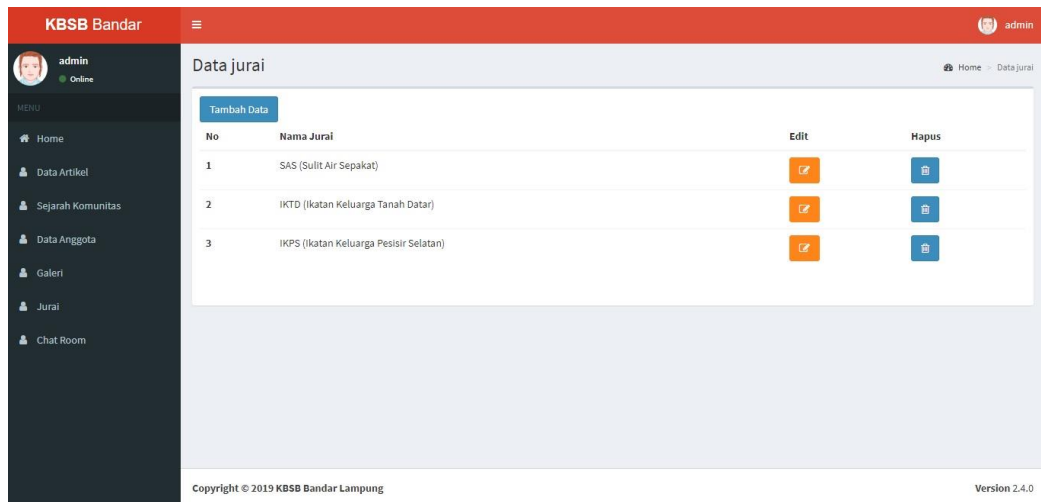 KBSB Bandar
admin
admin
Online
Data jurai
Home > Data jurai
MENU
Home
Data Artikel
Sejarah Komunitas
Data Anggota
Galeri
Jurai
Chat Room
Tambah Data
No Nama Jurai Edit Hapus
1 SAS (Sulit Air Sepakat)
2 IKTD (Ikatan Keluarga Tanah Datar)
3 IKPS (Ikatan Keluarga Pesisir Selatan)
Copyright © 2019 KBSB Bandar Lampung Version 2.4.0